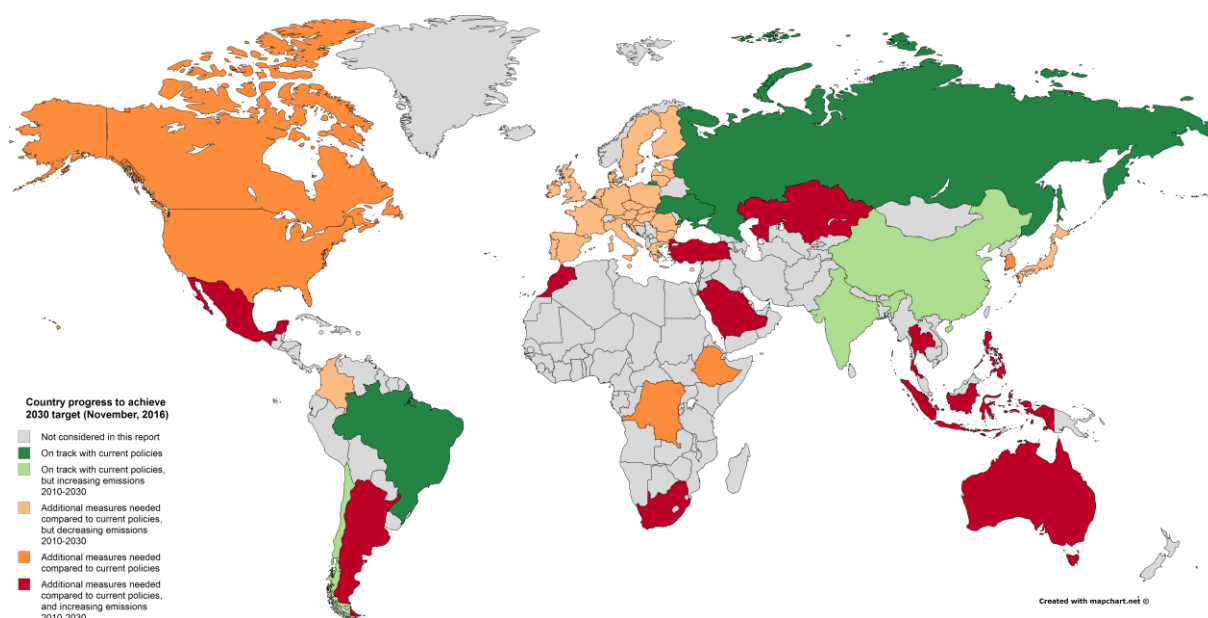 Country progress to achieve
2030 target (November, 2016)
Not considered in this report
On track with current policies
On track with current policies,
but increasing emissions
2010-2030
Additional measures needed
compared to current policies,
but decreasing emissions
2010-2030
Additional measures needed
compared to current policies
Additional measures needed
compared to current policies,
and increasing emissions
2010-2030
Created with mapchart.net ©